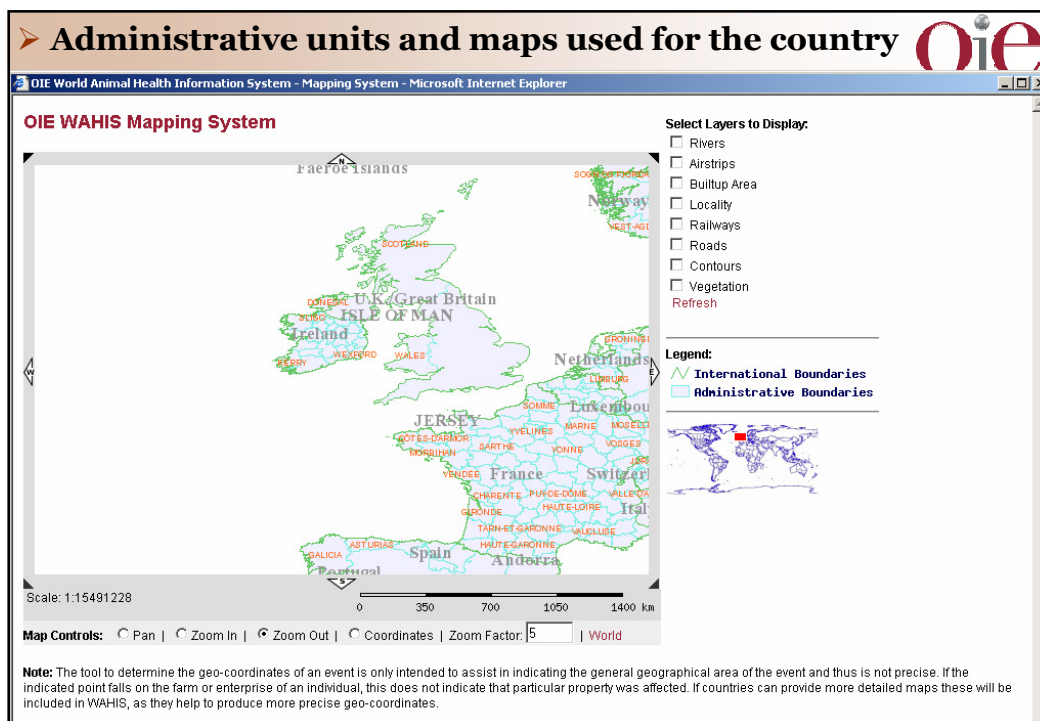 Administrative units and maps used for the country
Oie
OIE World Animal Health Information System - Mapping System - Microsoft Internet Explorer
OIE WAHIS Mapping System
Select Layers to Display:
Rivers
Airstrips
Builtup Area
Locality
Railways
Roads
Contours
Vegetation
Refresh
Legend:
International Boundaries
Administrative Boundaries
N
Faeroe Islands
Norway
VEST-AGD
SCOTLAND
DONEGAL
U.K./Great Britain
SLIGO
ISLE OF MAN
Ireland
GRONING
KERRY
WEXFORD
WALES
Netherlands
W
E
LIMBURG
SOMME
Luxembou
JERSEY
YVELINES
MARNE
MOSELLE
COTES-DARMOR
SARTHE
YONNE
VOSGES
MORBIHAN
VENDEE
France
Switzerl
CHARENTE
PUY-DE-DOME
HAUTE-LOIRE
Italy
GIRONDE
TARN-ET-GARONNE
VAUCLUSE
HAUTE-GARONNE
ASTURIAS
GALICIA
Spain
Andorra
Portugal
S
Scale: 1:15491228
0 350 700 1050 1400 km
Map Controls: Pan | Zoom In | Zoom Out | Coordinates | Zoom Factor: 5 | World
Note: The tool to determine the geo-coordinates of an event is only intended to assist in indicating the general geographical area of the event and thus is not precise. If the
indicated point falls on the farm or enterprise of an individual, this does not indicate that particular property was affected. If countries can provide more detailed maps these will be
included in WAHIS, as they help to produce more precise geo-coordinates.